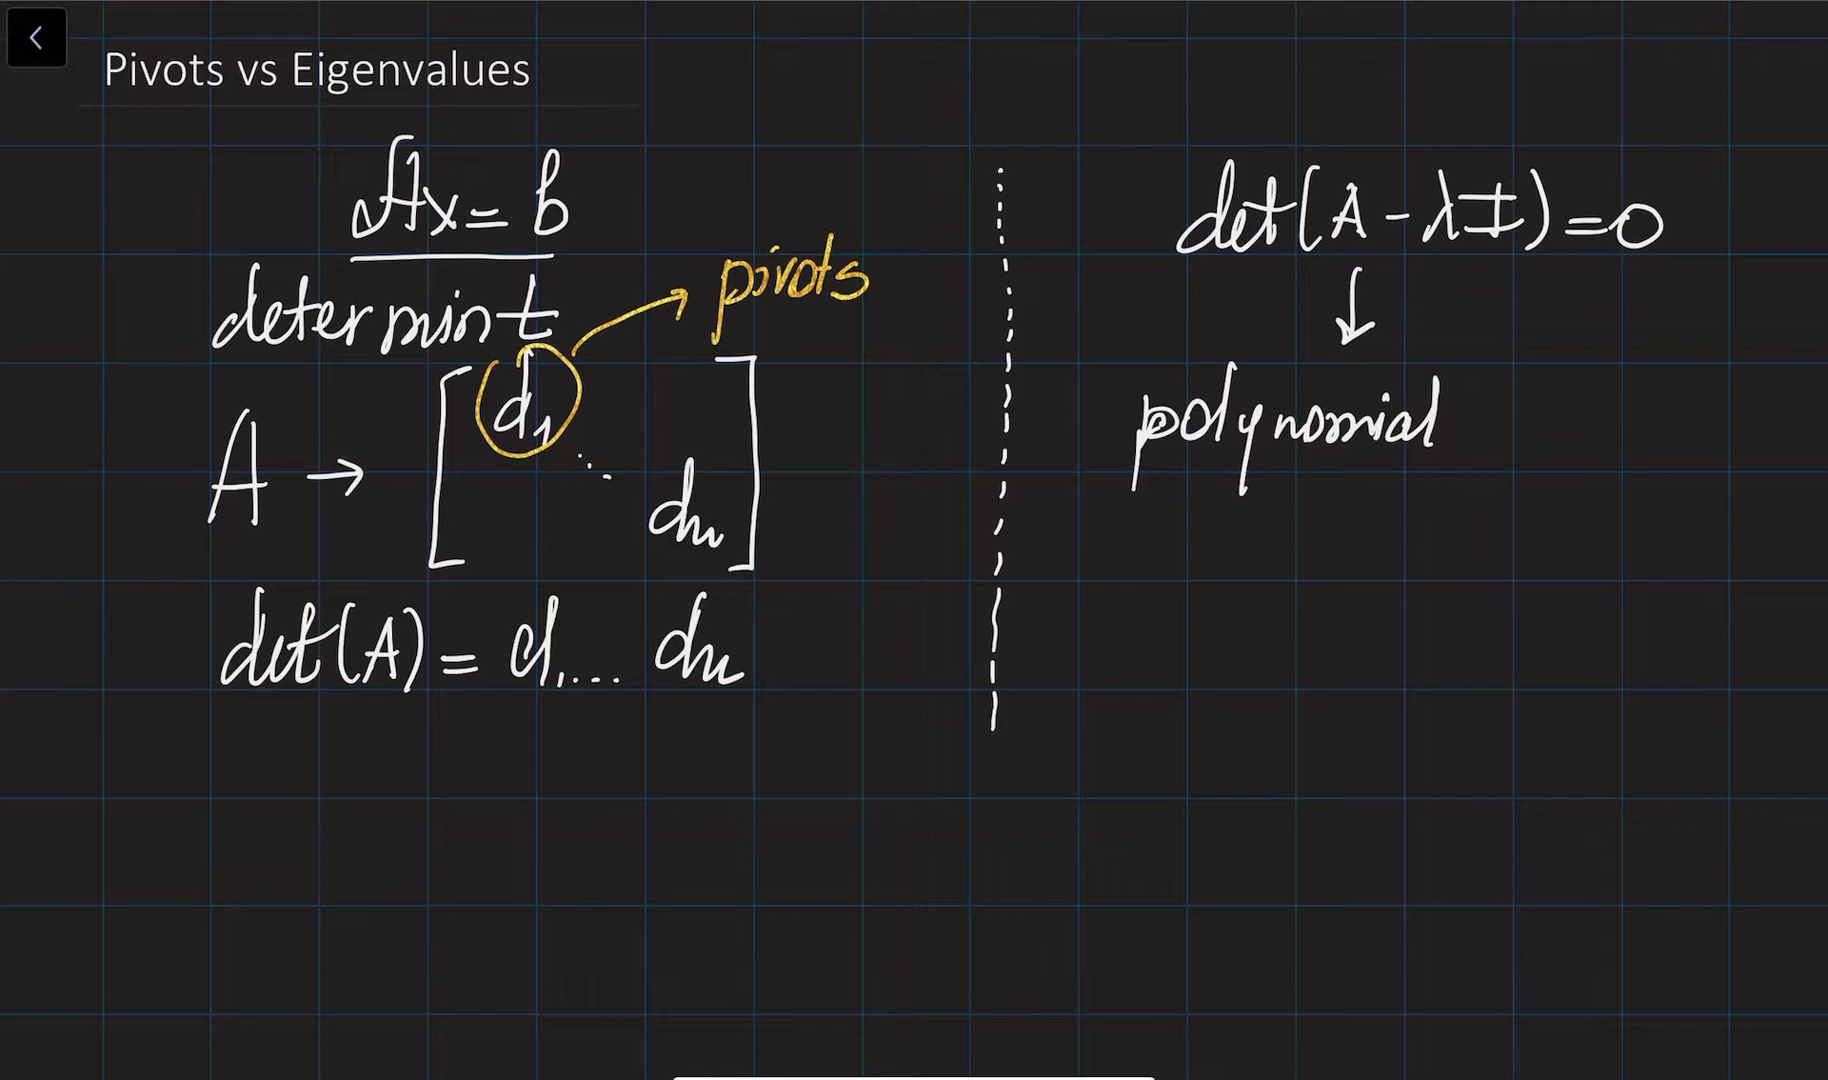 Pivots vs Eigenvalues
Ax = b
determint
pivots
A → [d₁ ⋱ dₙ]
det(A) = d₁... dₙ
det(A - λI) = 0
↓
polynomial